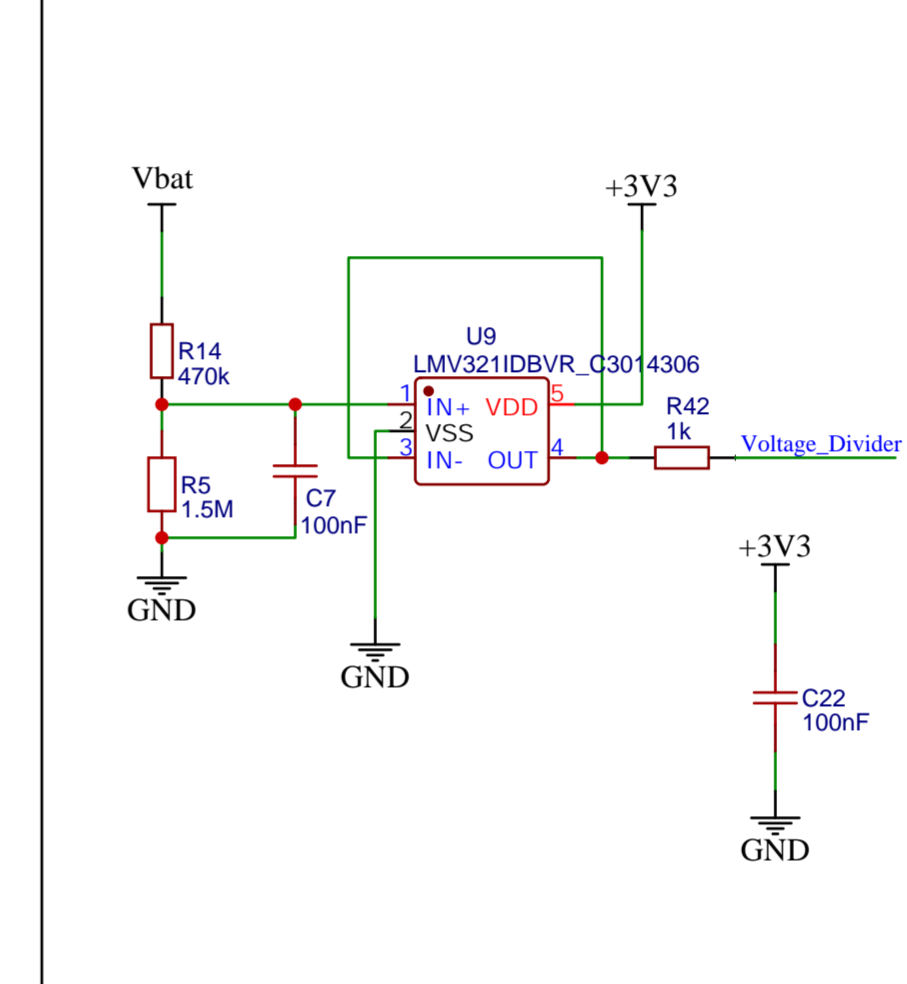 Vbat
+3V3
U9
LMV321IDBVR_C3014306
R14
470k
1
IN+
VDD
5
2
VSS
3
IN-
OUT
4
R42
1k
Voltage_Divider
R5
1.5M
C7
100nF
GND
GND
+3V3
C22
100nF
GND